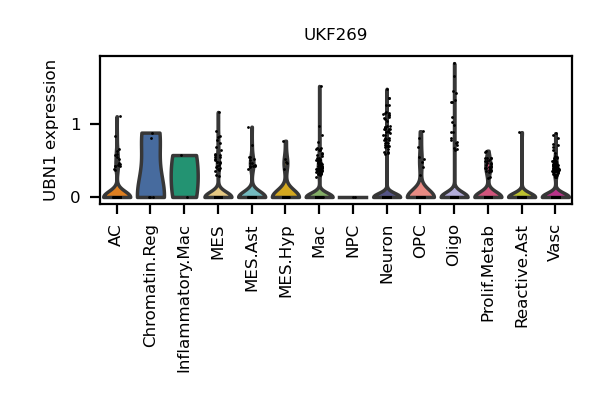 UKF269
UBN1 expression
1
0
AC
Chromatin.Reg
Inflammatory.Mac
MES
MES.Ast
MES.Hyp
Mac
NPC
Neuron
OPC
Oligo
Prolif.Metab
Reactive.Ast
Vasc